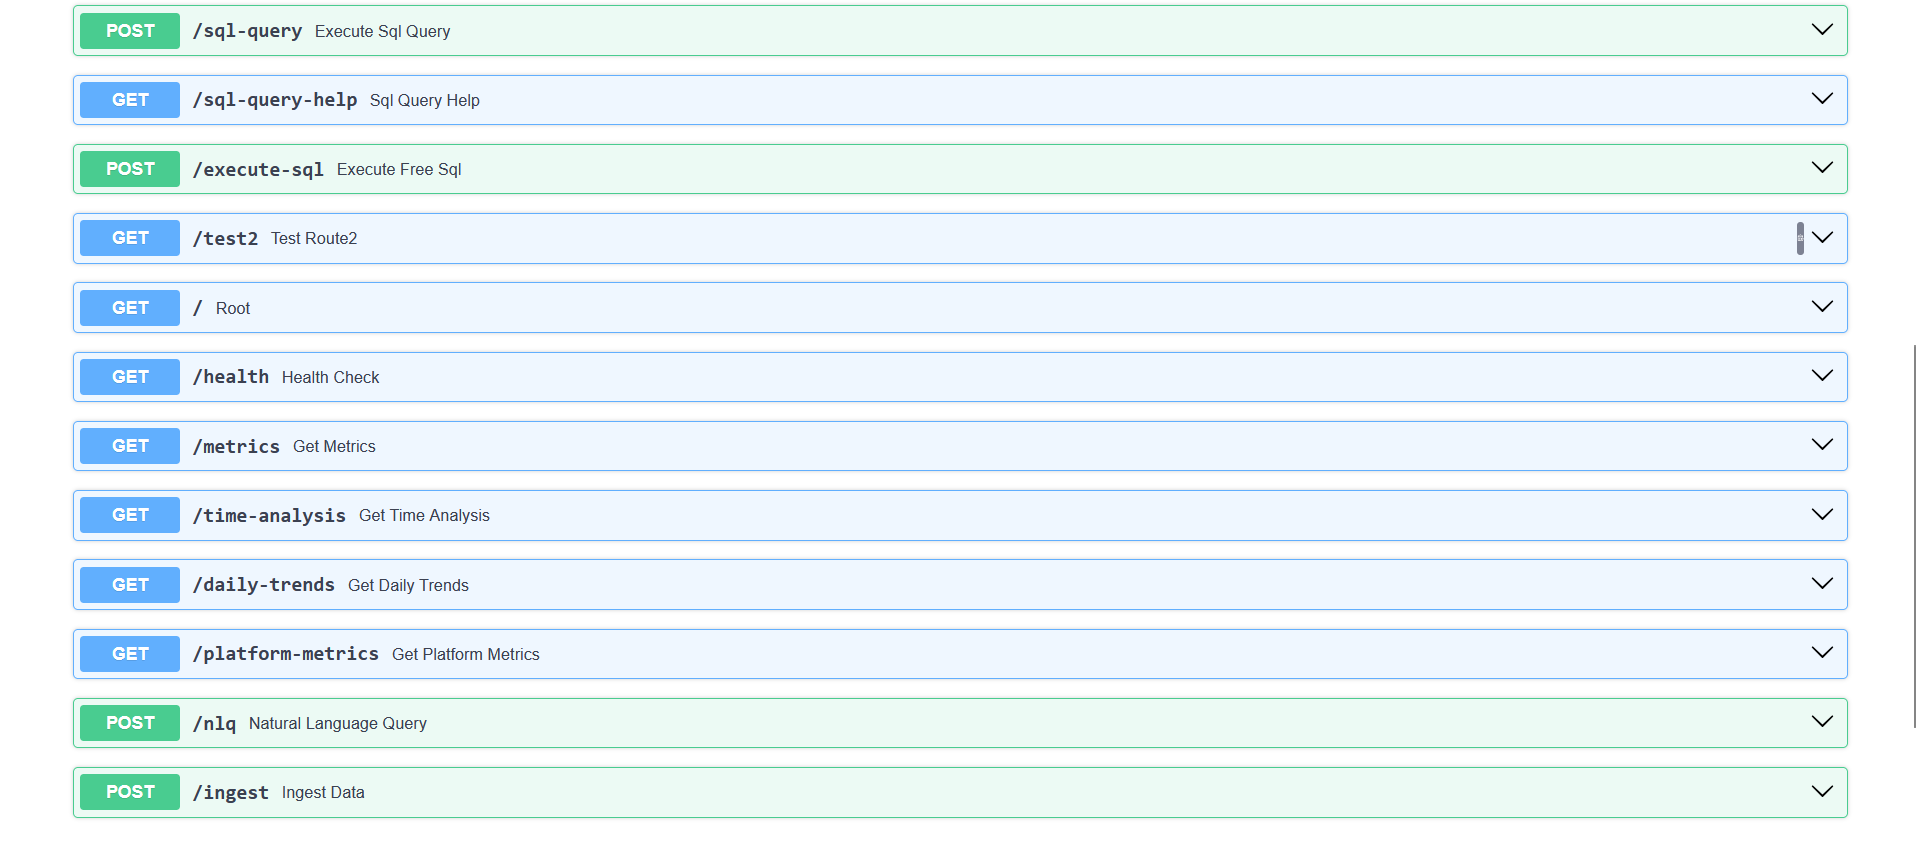 POST /sql-query Execute Sql Query
GET /sql-query-help Sql Query Help
POST /execute-sql Execute Free Sql
GET /test2 Test Route2
GET / Root
GET /health Health Check
GET /metrics Get Metrics
GET /time-analysis Get Time Analysis
GET /daily-trends Get Daily Trends
GET /platform-metrics Get Platform Metrics
POST /nlq Natural Language Query
POST /ingest Ingest Data